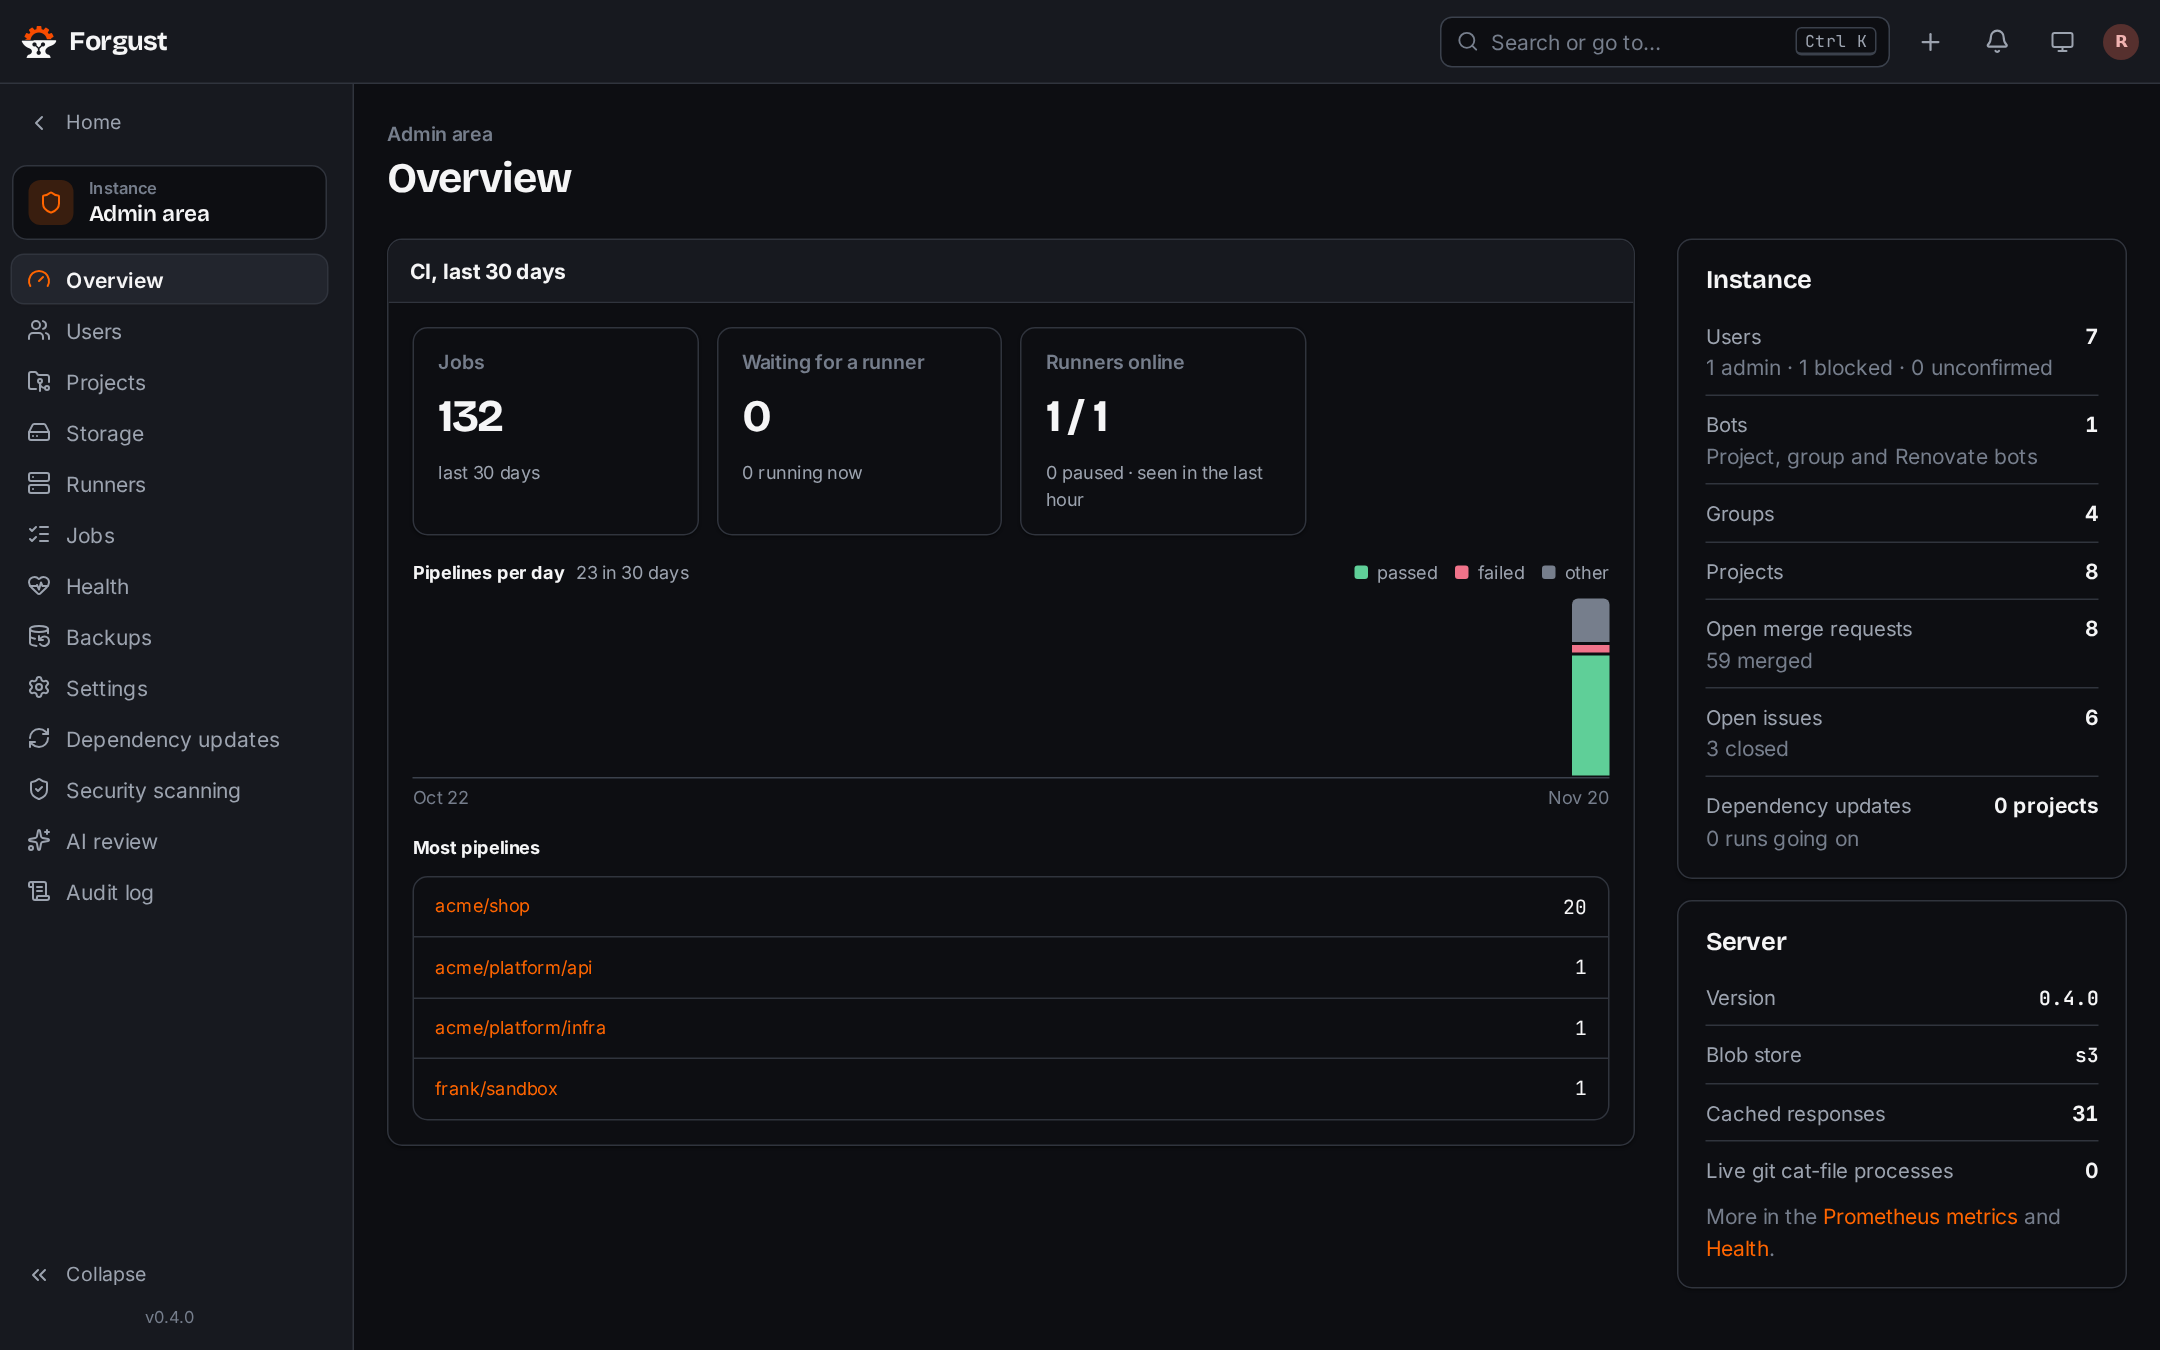 Forgust
Search or go to...
Ctrl K
R
Home
Instance
Admin area
Overview
Users
Projects
Storage
Runners
Jobs
Health
Backups
Settings
Dependency updates
Security scanning
AI review
Audit log
Collapse
v0.4.0
Admin area
Overview
CI, last 30 days
Jobs
132
last 30 days
Waiting for a runner
0
0 running now
Runners online
1 / 1
0 paused · seen in the last
hour
Pipelines per day 23 in 30 days
passed failed other
Oct 22 Nov 20
Most pipelines
acme/shop 20
acme/platform/api 1
acme/platform/infra 1
frank/sandbox 1
Instance
Users 7
1 admin · 1 blocked · 0 unconfirmed
Bots 1
Project, group and Renovate bots
Groups 4
Projects 8
Open merge requests 8
59 merged
Open issues 6
3 closed
Dependency updates 0 projects
0 runs going on
Server
Version 0.4.0
Blob store s3
Cached responses 31
Live git cat-file processes 0
More in the Prometheus metrics and
Health.